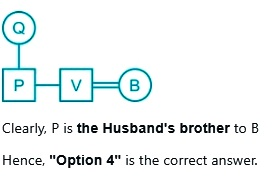 Q
P V B
Clearly, P is the Husband's brother to B
Hence, "Option 4" is the correct answer.